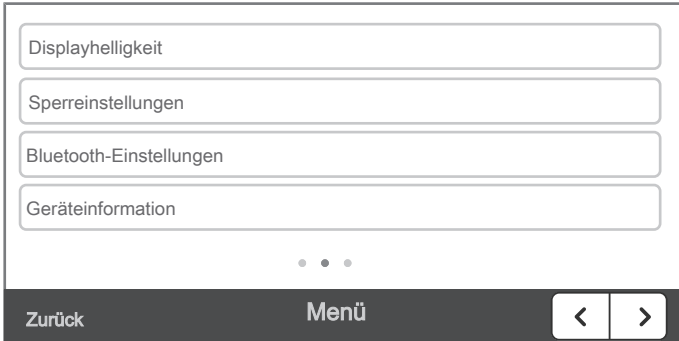 Displayhelligkeit
Sperreinstellungen
Bluetooth-Einstellungen
Geräteinformation
Zurück Menü